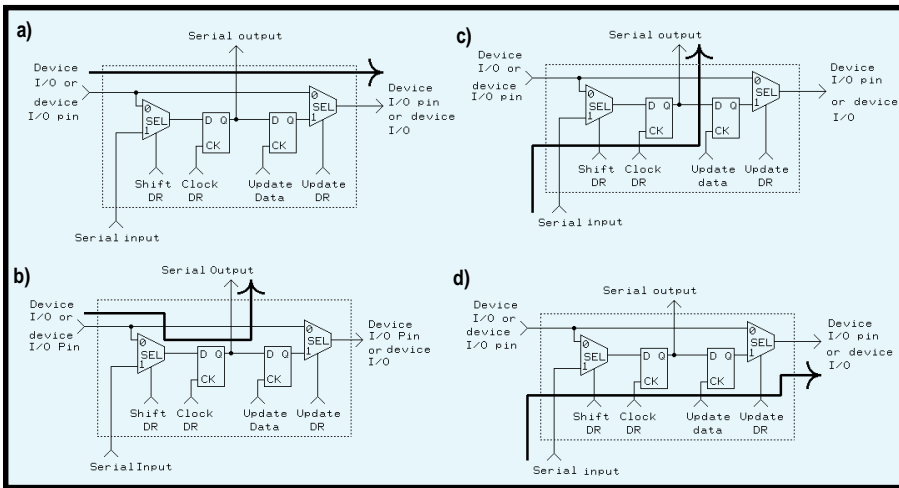 a)
Serial output
Device
I/O or
device
I/O pin
0
SEL
1
D Q
CK
D Q
CK
0
SEL
1
Device
I/O pin
or device
I/O
Shift
DR
Clock
DR
Update
Data
Update
DR
Serial input
c)
Serial output
Device
I/O or
device
I/O pin
0
SEL
1
D Q
CK
D Q
CK
0
SEL
1
Device
I/O pin
or device
I/O
Shift
DR
Clock
DR
Update
data
Update
DR
Serial input
b)
Serial Output
Device
I/O or
device
I/O Pin
0
SEL
1
D Q
CK
D Q
CK
0
SEL
1
Device
I/O Pin
or device
I/O
Shift
DR
Clock
DR
Update
Data
Update
DR
Serial Input
d)
Serial output
Device
I/O or
device
I/O pin
0
SEL
1
D Q
CK
D Q
CK
0
SEL
1
Device
I/O pin
or device
I/O
Shift
DR
Clock
DR
Update
data
Update
DR
Serial input